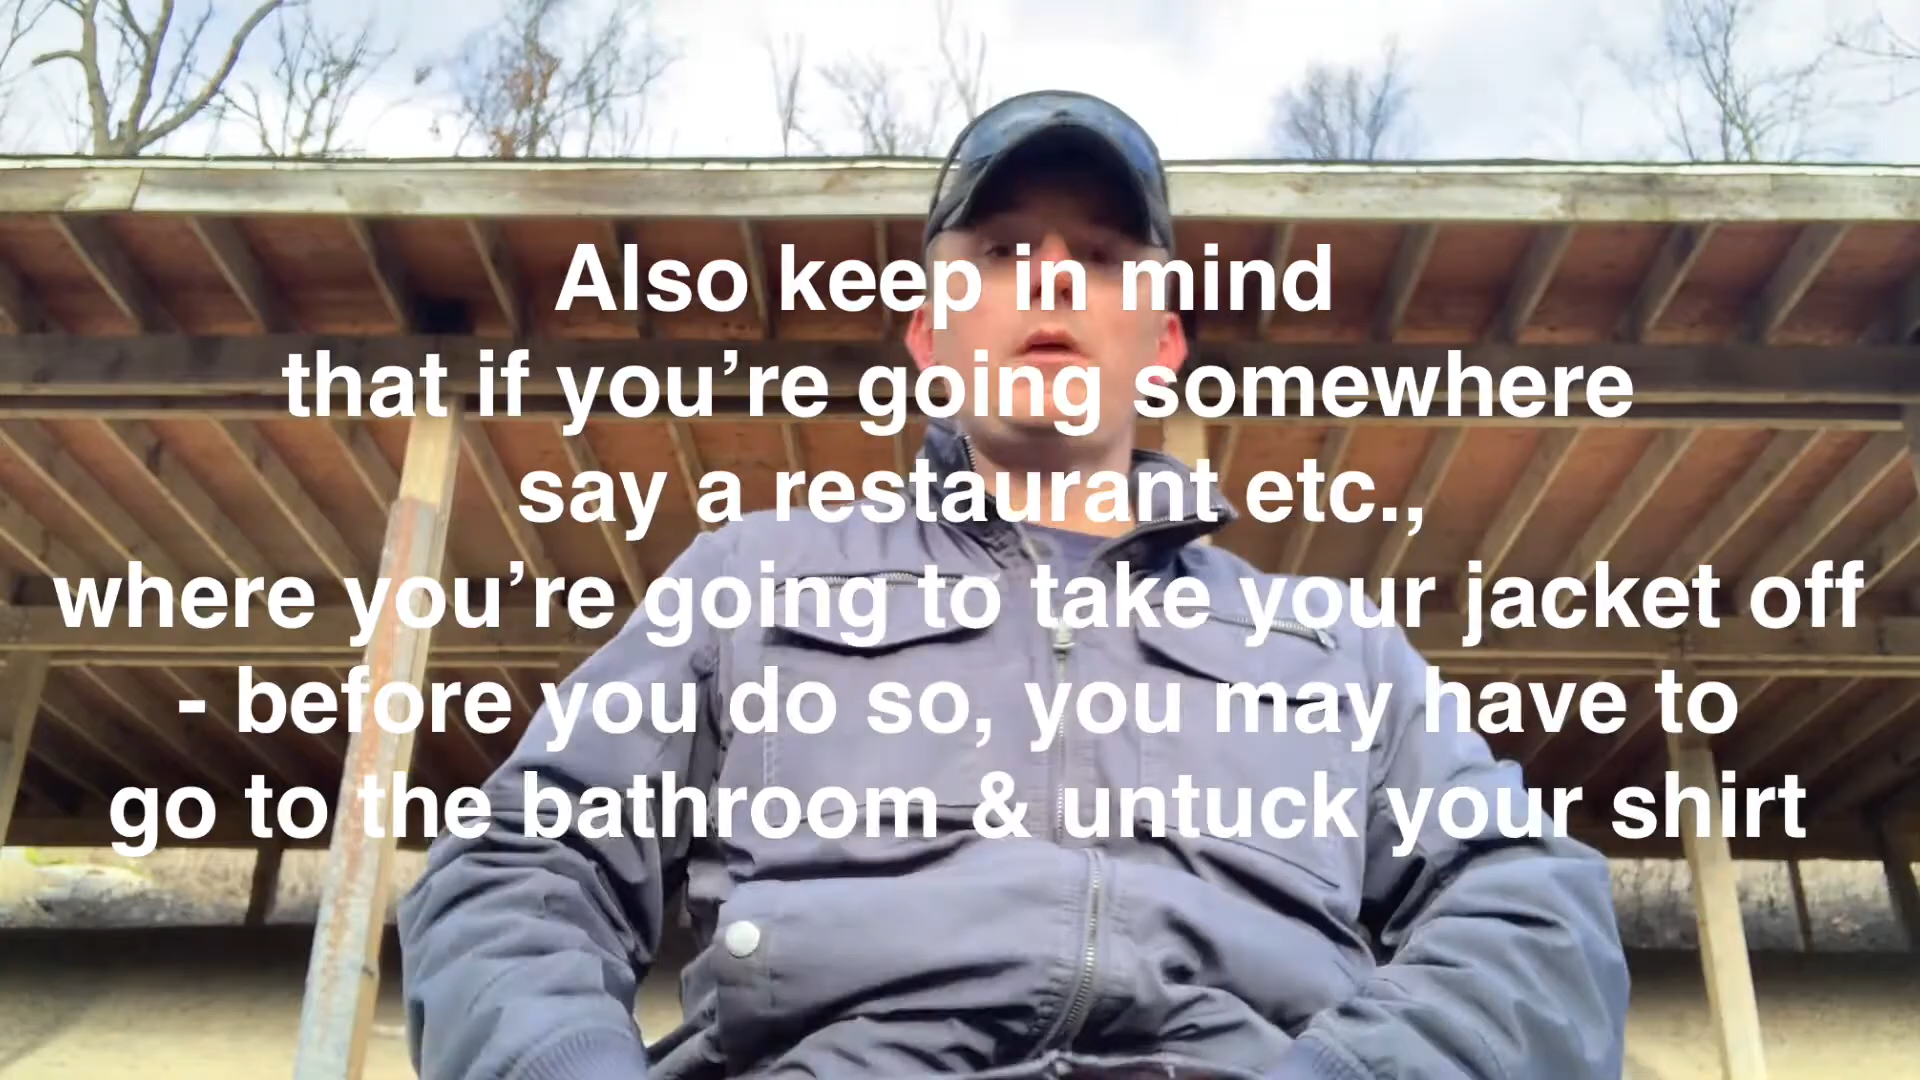 Also keep in mind
that if you’re going somewhere
say a restaurant etc.,
where you’re going to take your jacket off
- before you do so, you may have to
go to the bathroom & untuck your shirt